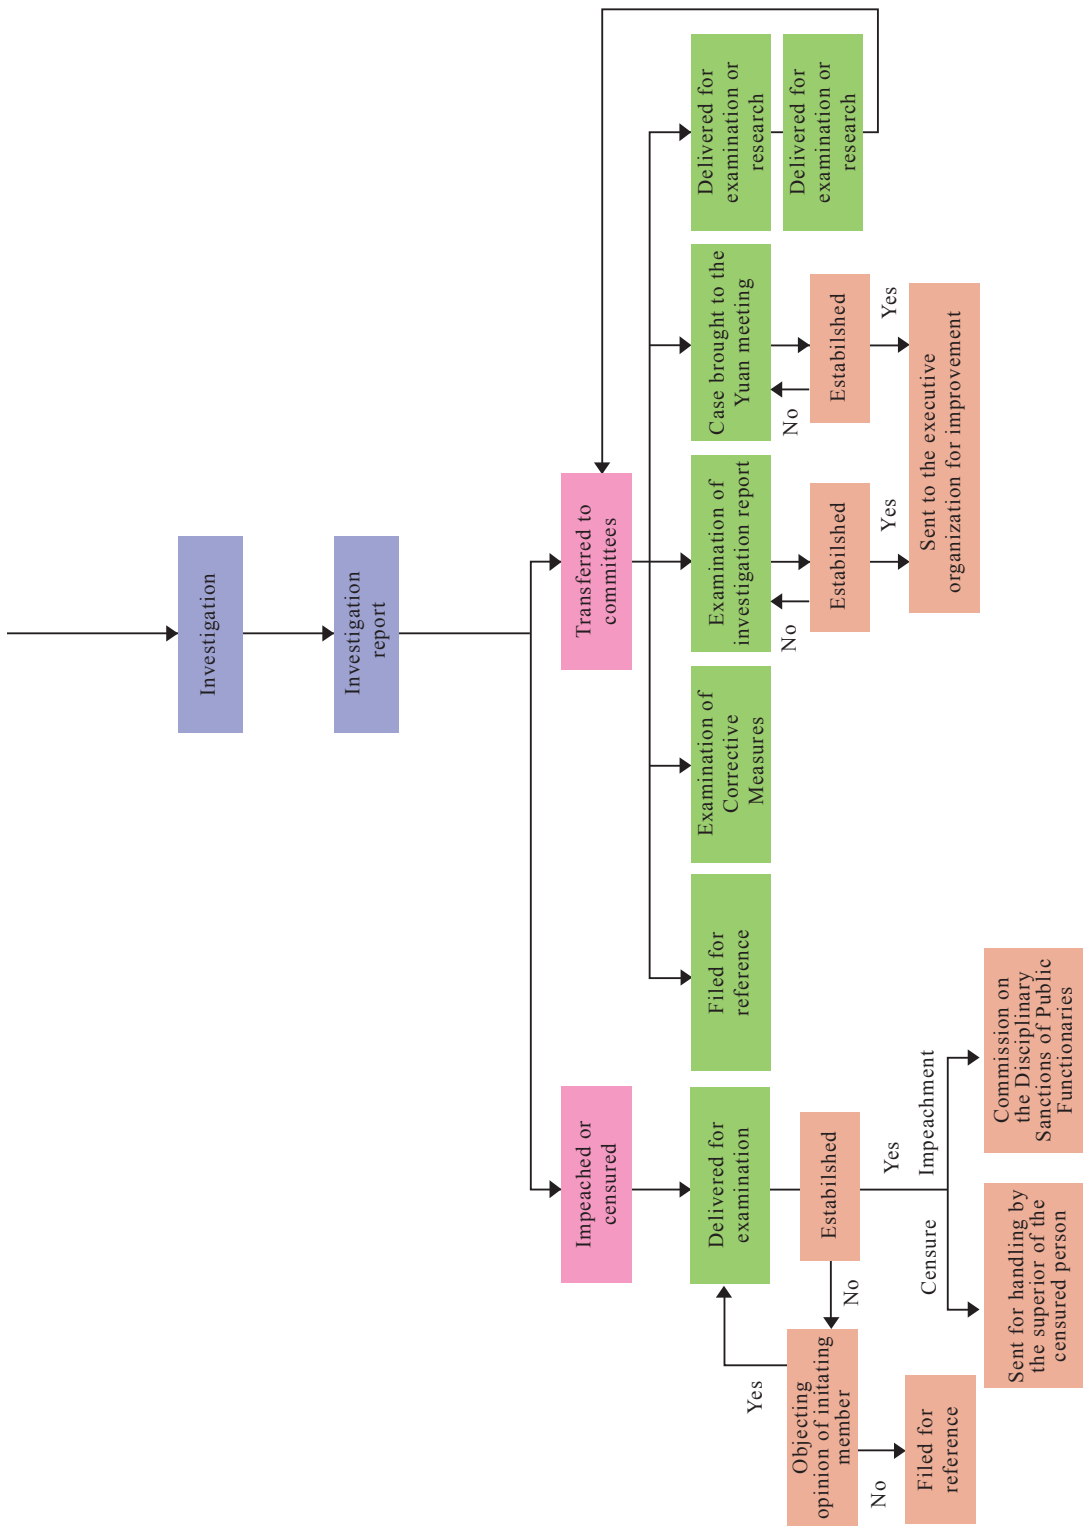 Investigation
Investigation
report
Impeached or
censured
Transferred to
committees
Delivered for
examination
Filed for
reference
Examination of
Corrective
Measures
Examination of
investigation report
Case brought to the
Yuan meeting
Delivered for
examination or
research
Delivered for
examination or
research
Yes
No
No
Objecting
opinion of initating
member
No
Estabilshed
Estabilshed
Estabilshed
No
Yes
Yes
Yes
Censure
Impeachment
Filed for
reference
Sent to the executive
organization for improvement
Sent for handling by
the superior of the
censured person
Commission on
the Disciplinary
Sanctions of Public
Functionaries